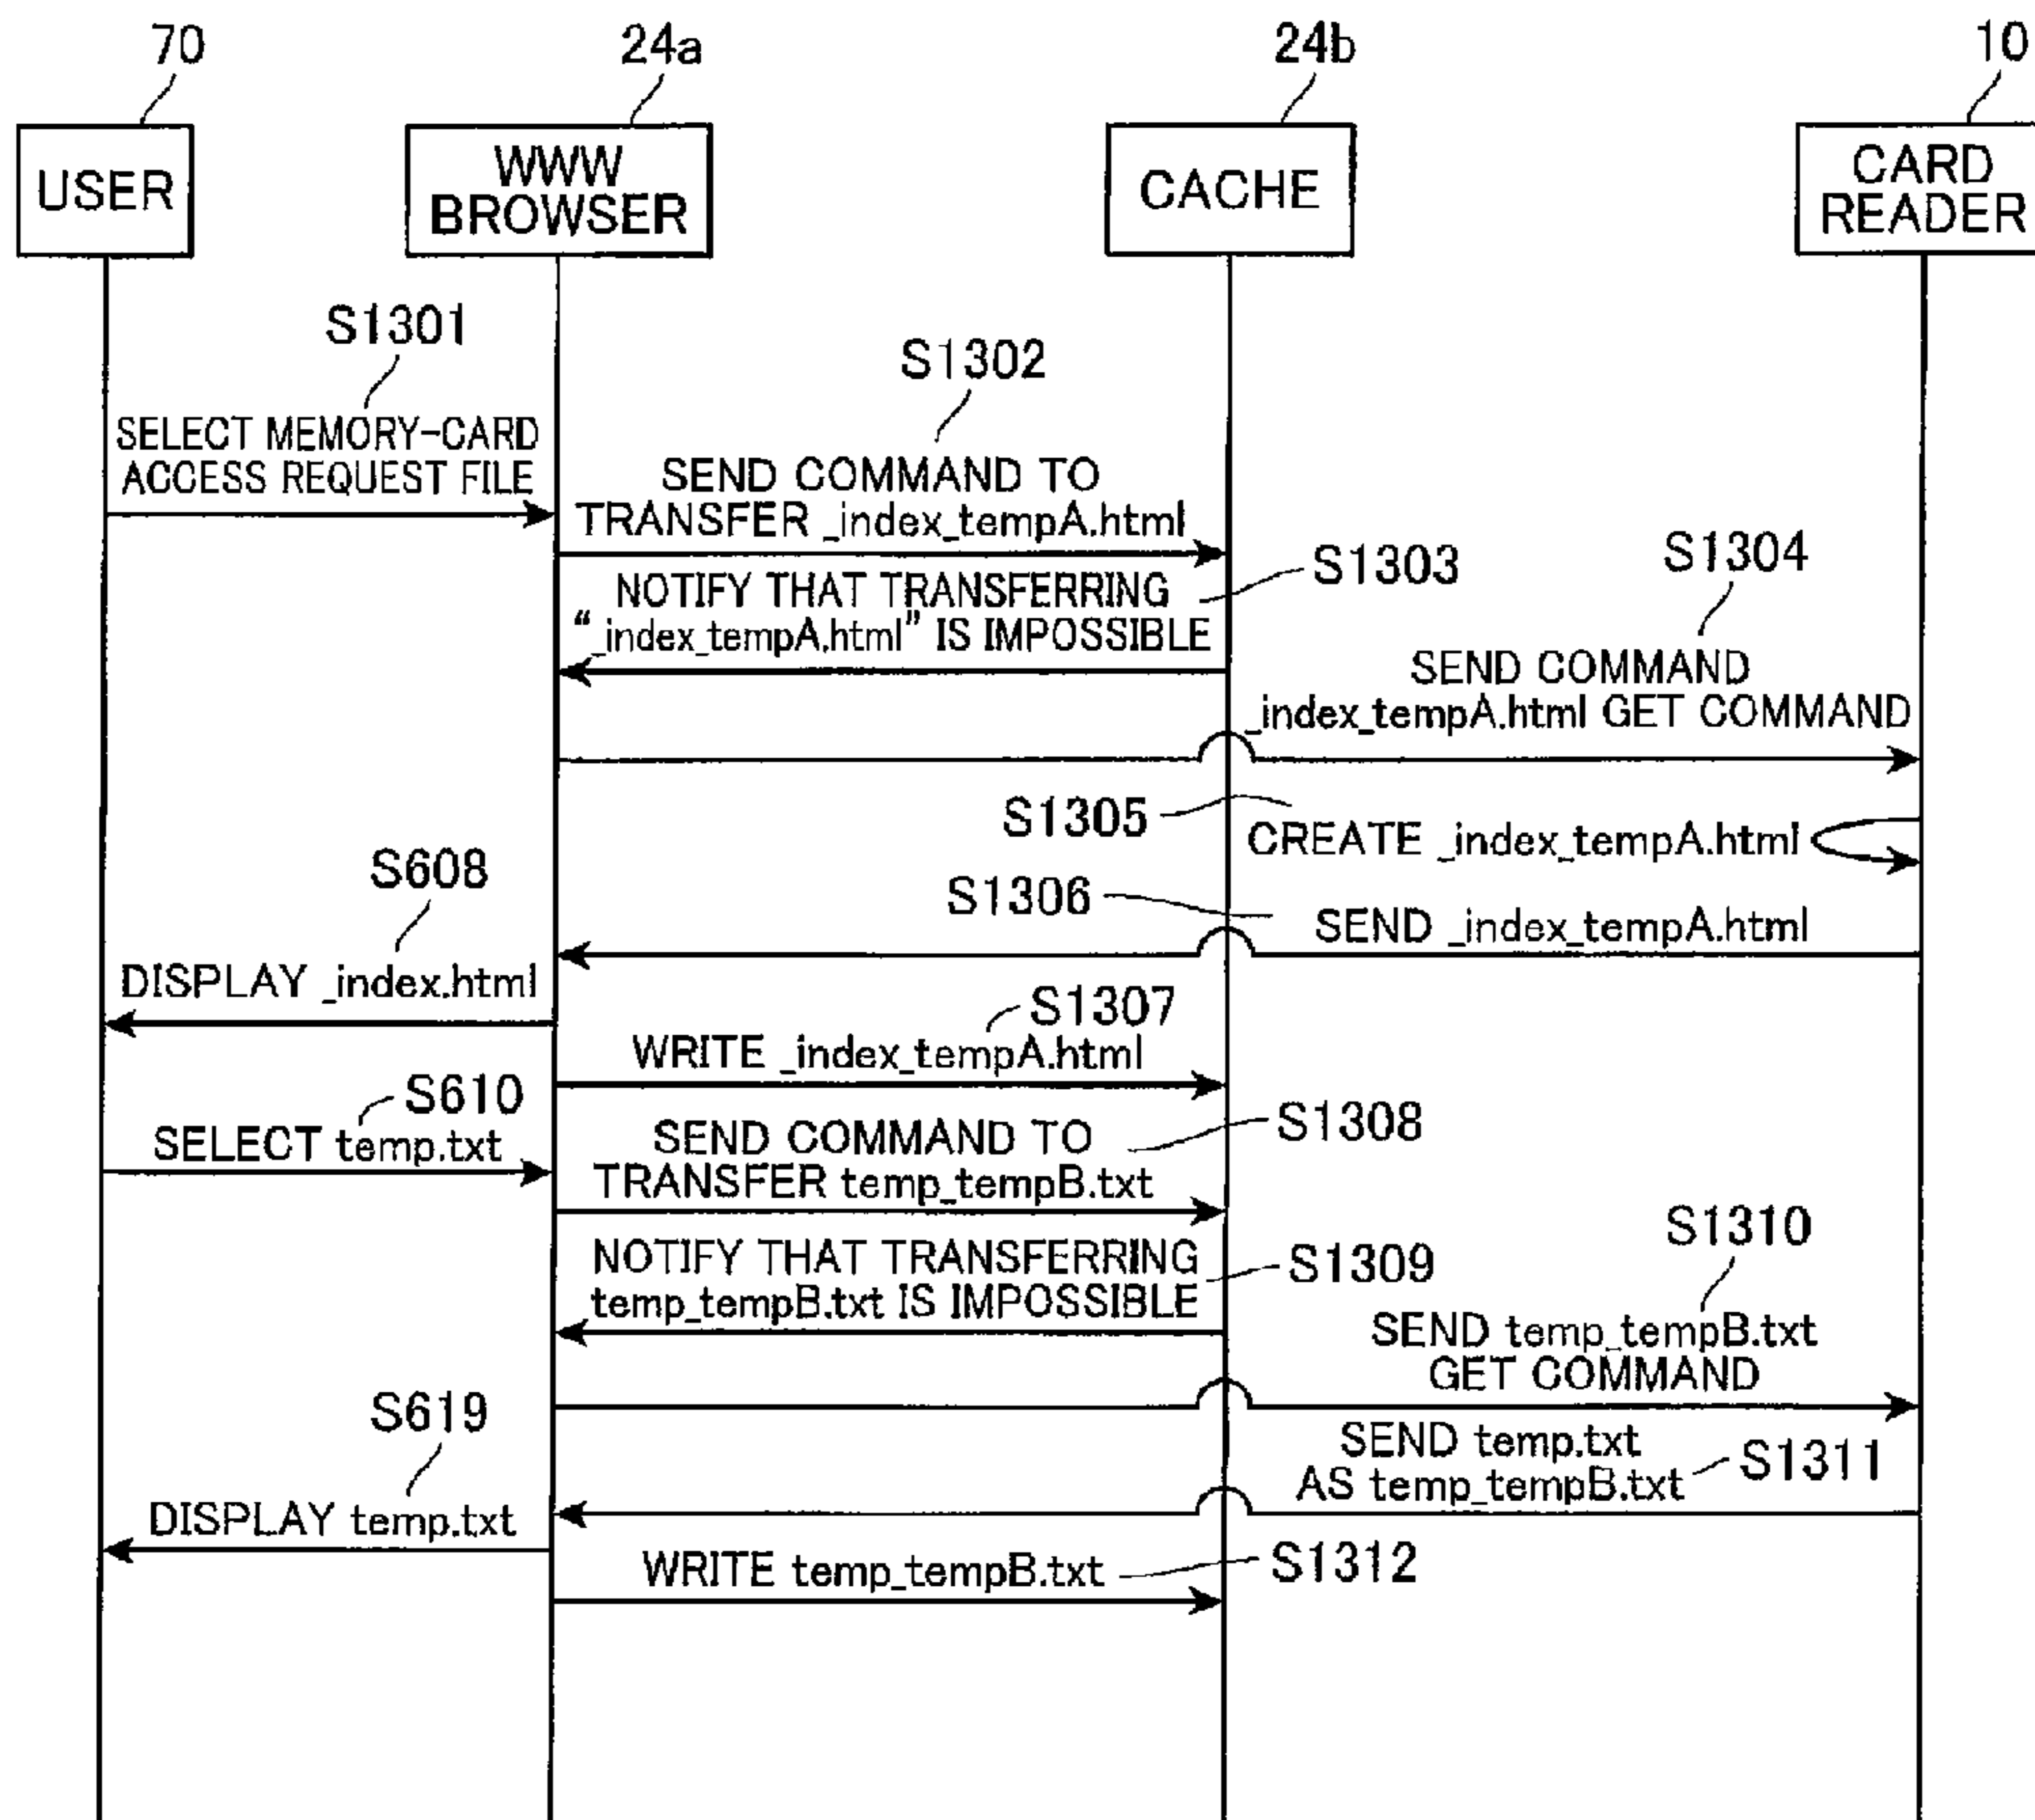 70
24a
24b
10
USER
WWW
BROWSER
CACHE
CARD
READER
S1301
SELECT MEMORY-CARD
ACCESS REQUEST FILE
S1302
SEND COMMAND TO
TRANSFER _index_tempA.html
S1303
NOTIFY THAT TRANSFERRING
“_index_tempA.html” IS IMPOSSIBLE
S1304
SEND COMMAND
_index_tempA.html GET COMMAND
S1305
CREATE _index_tempA.html
S1306
SEND _index_tempA.html
S608
DISPLAY _index.html
S1307
WRITE _index_tempA.html
S610
SELECT temp.txt
S1308
SEND COMMAND TO
TRANSFER temp_tempB.txt
S1309
NOTIFY THAT TRANSFERRING
temp_tempB.txt IS IMPOSSIBLE
S1310
SEND temp_tempB.txt
GET COMMAND
S1311
SEND temp.txt
AS temp_tempB.txt
S619
DISPLAY temp.txt
S1312
WRITE temp_tempB.txt